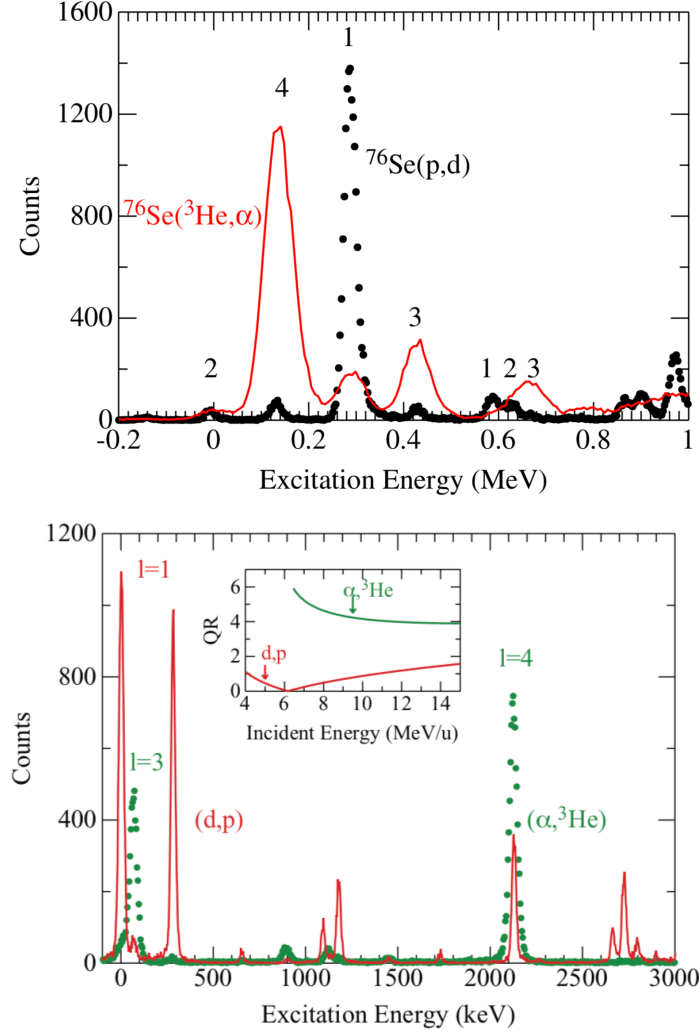 1600
1200
800
400
0
Counts
4
1
⁷⁶Se(p,d)
⁷⁶Se(³He,α)
2
3
1 2 3
-0.2 0 0.2 0.4 0.6 0.8 1
Excitation Energy (MeV)
1200
800
400
0
Counts
l=1
l=3
(d,p)
l=4
(α,³He)
6
4
2
0
QR
α,³He
d,p
4 6 8 10 12 14
Incident Energy (MeV/u)
0 500 1000 1500 2000 2500 3000
Excitation Energy (keV)